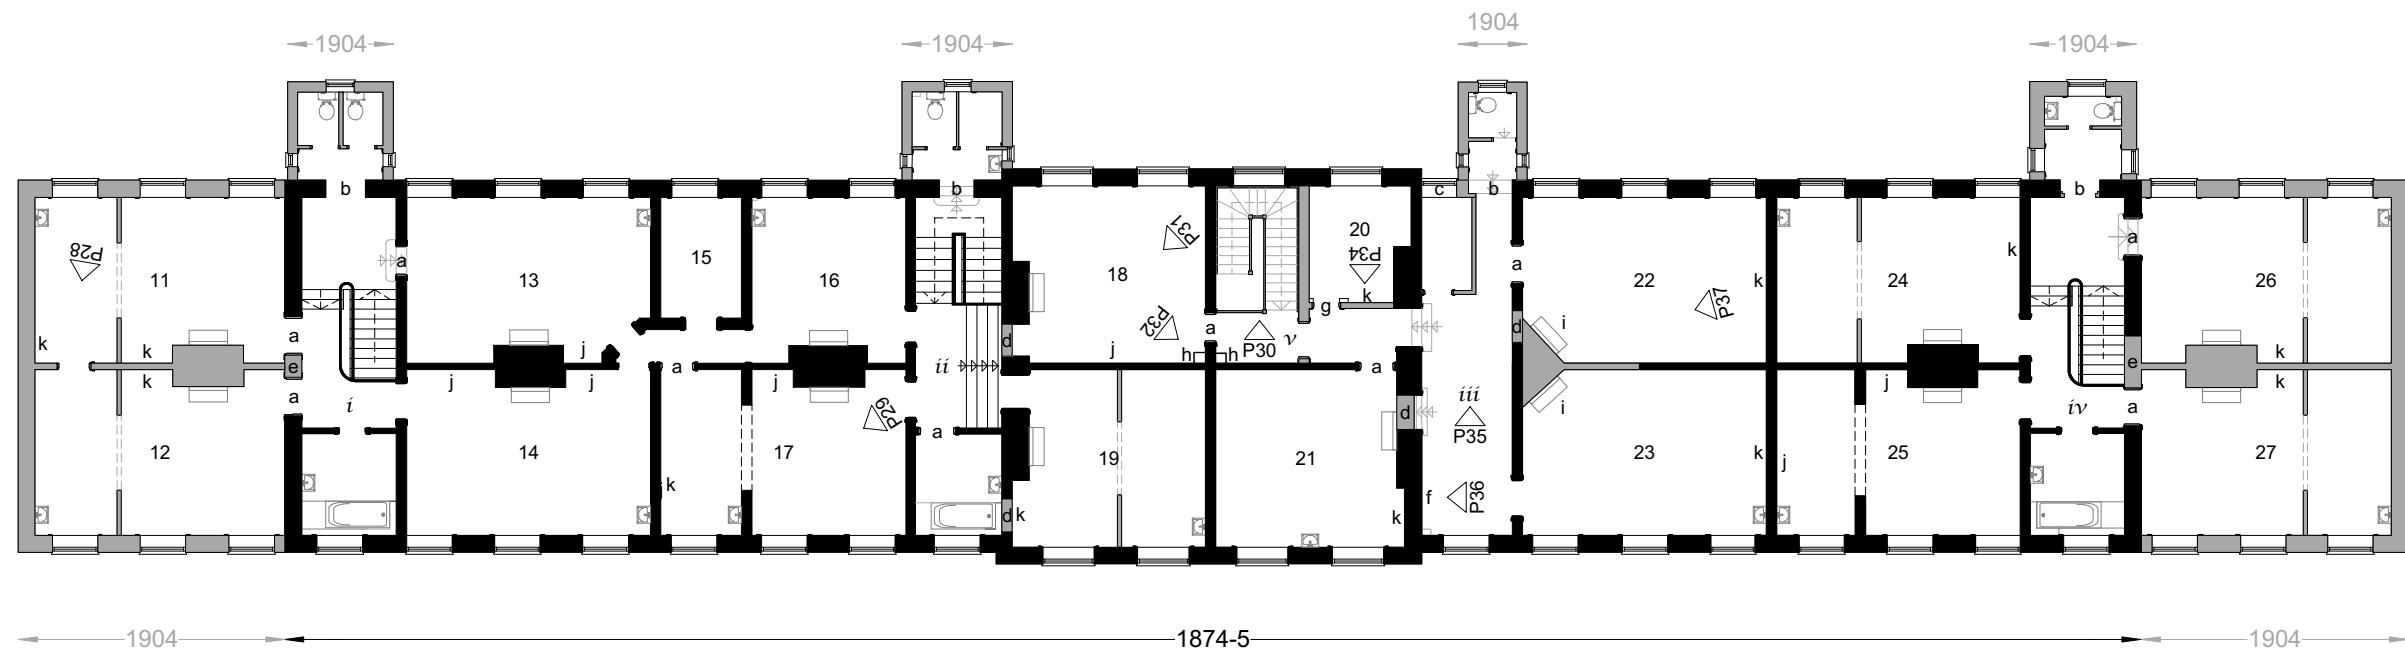 1904
1904
1904
1904
b
b
c
b
b
P28
11
a
13
15
16
18
P31
20
P34
g
k
a
22
k
P37
24
k
a
26
k
k
k
a
e
a
i
j
j
j
a
j
P29
ii
a
d
P32
j
a
h
h
P30
v
a
d
iii
P35
d
i
i
j
iv
e
a
k
k
12
14
k
17
d
k
19
21
k
f
P36
23
k
j
25
27
1904
1874-5
1904